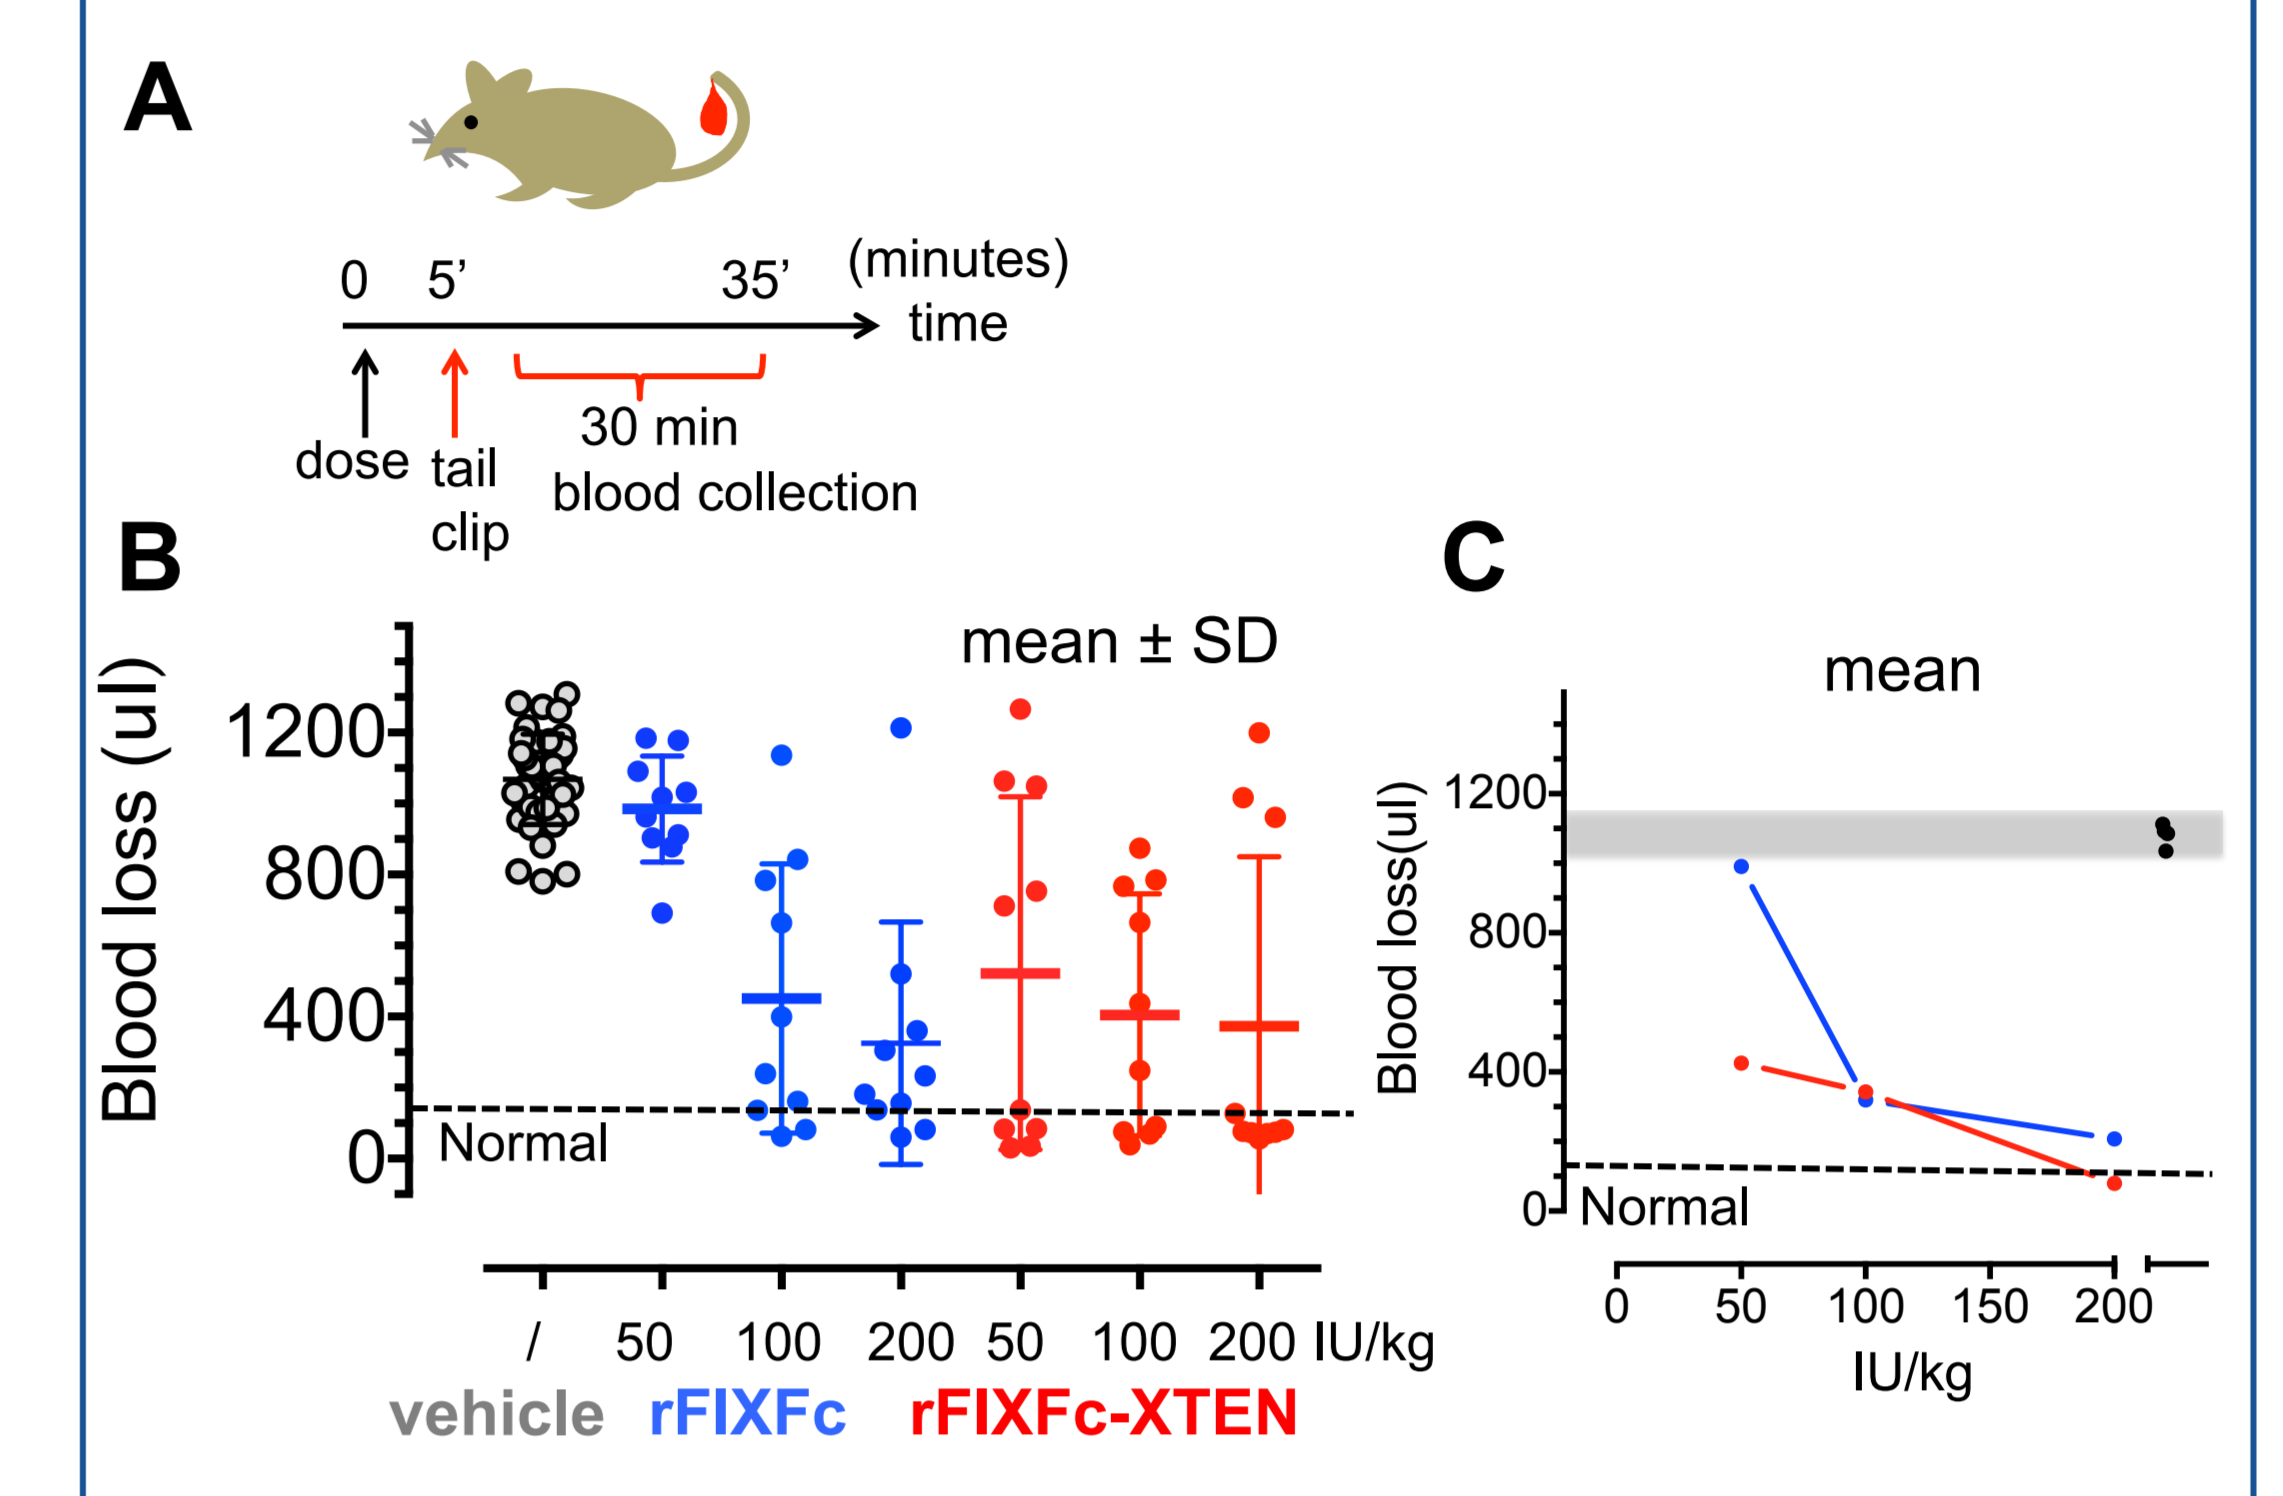 A
0 5’ 35’ (minutes)
time
dose
tail
clip
30 min
blood collection
B
mean ± SD
Blood loss (ul)
1200
800
400
0
Normal
/ 50 100 200 50 100 200 IU/kg
vehicle rFIXFc rFIXFc-XTEN
C
mean
Blood loss(ul)
1200
800
400
0
Normal
0 50 100 150 200
IU/kg